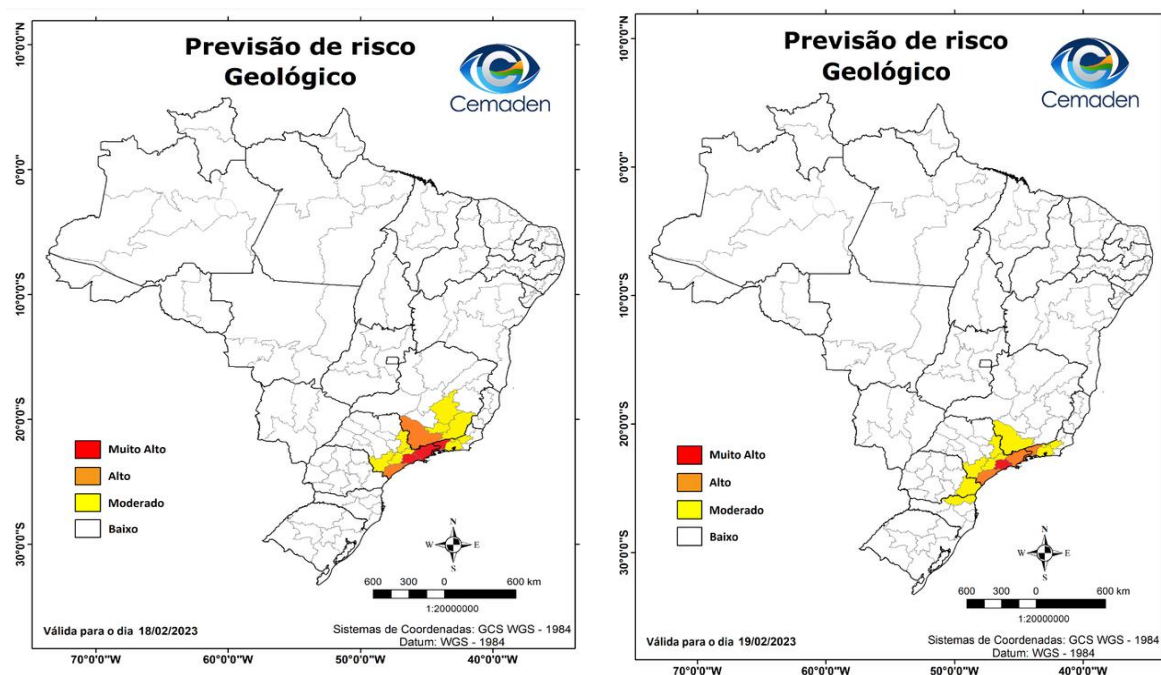 Previsão de risco
Geológico
Cemaden
10°0'0"N
0°0'0"
10°0'0"S
20°0'0"S
30°0'0"S
Muito Alto
Alto
Moderado
Baixo
N
W E
S
600 300 0 600 km
1:20000000
Válida para o dia 18/02/2023
Sistemas de Coordenadas: GCS WGS - 1984
Datum: WGS - 1984
70°0'0"W 60°0'0"W 50°0'0"W 40°0'0"W
Previsão de risco
Geológico
Cemaden
10°0'0"N
0°0'0"
10°0'0"S
20°0'0"S
30°0'0"S
Muito Alto
Alto
Moderado
Baixo
N
W E
S
600 300 0 600 km
1:20000000
Válida para o dia 19/02/2023
Sistemas de Coordenadas: GCS WGS - 1984
Datum: WGS - 1984
70°0'0"W 60°0'0"W 50°0'0"W 40°0'0"W